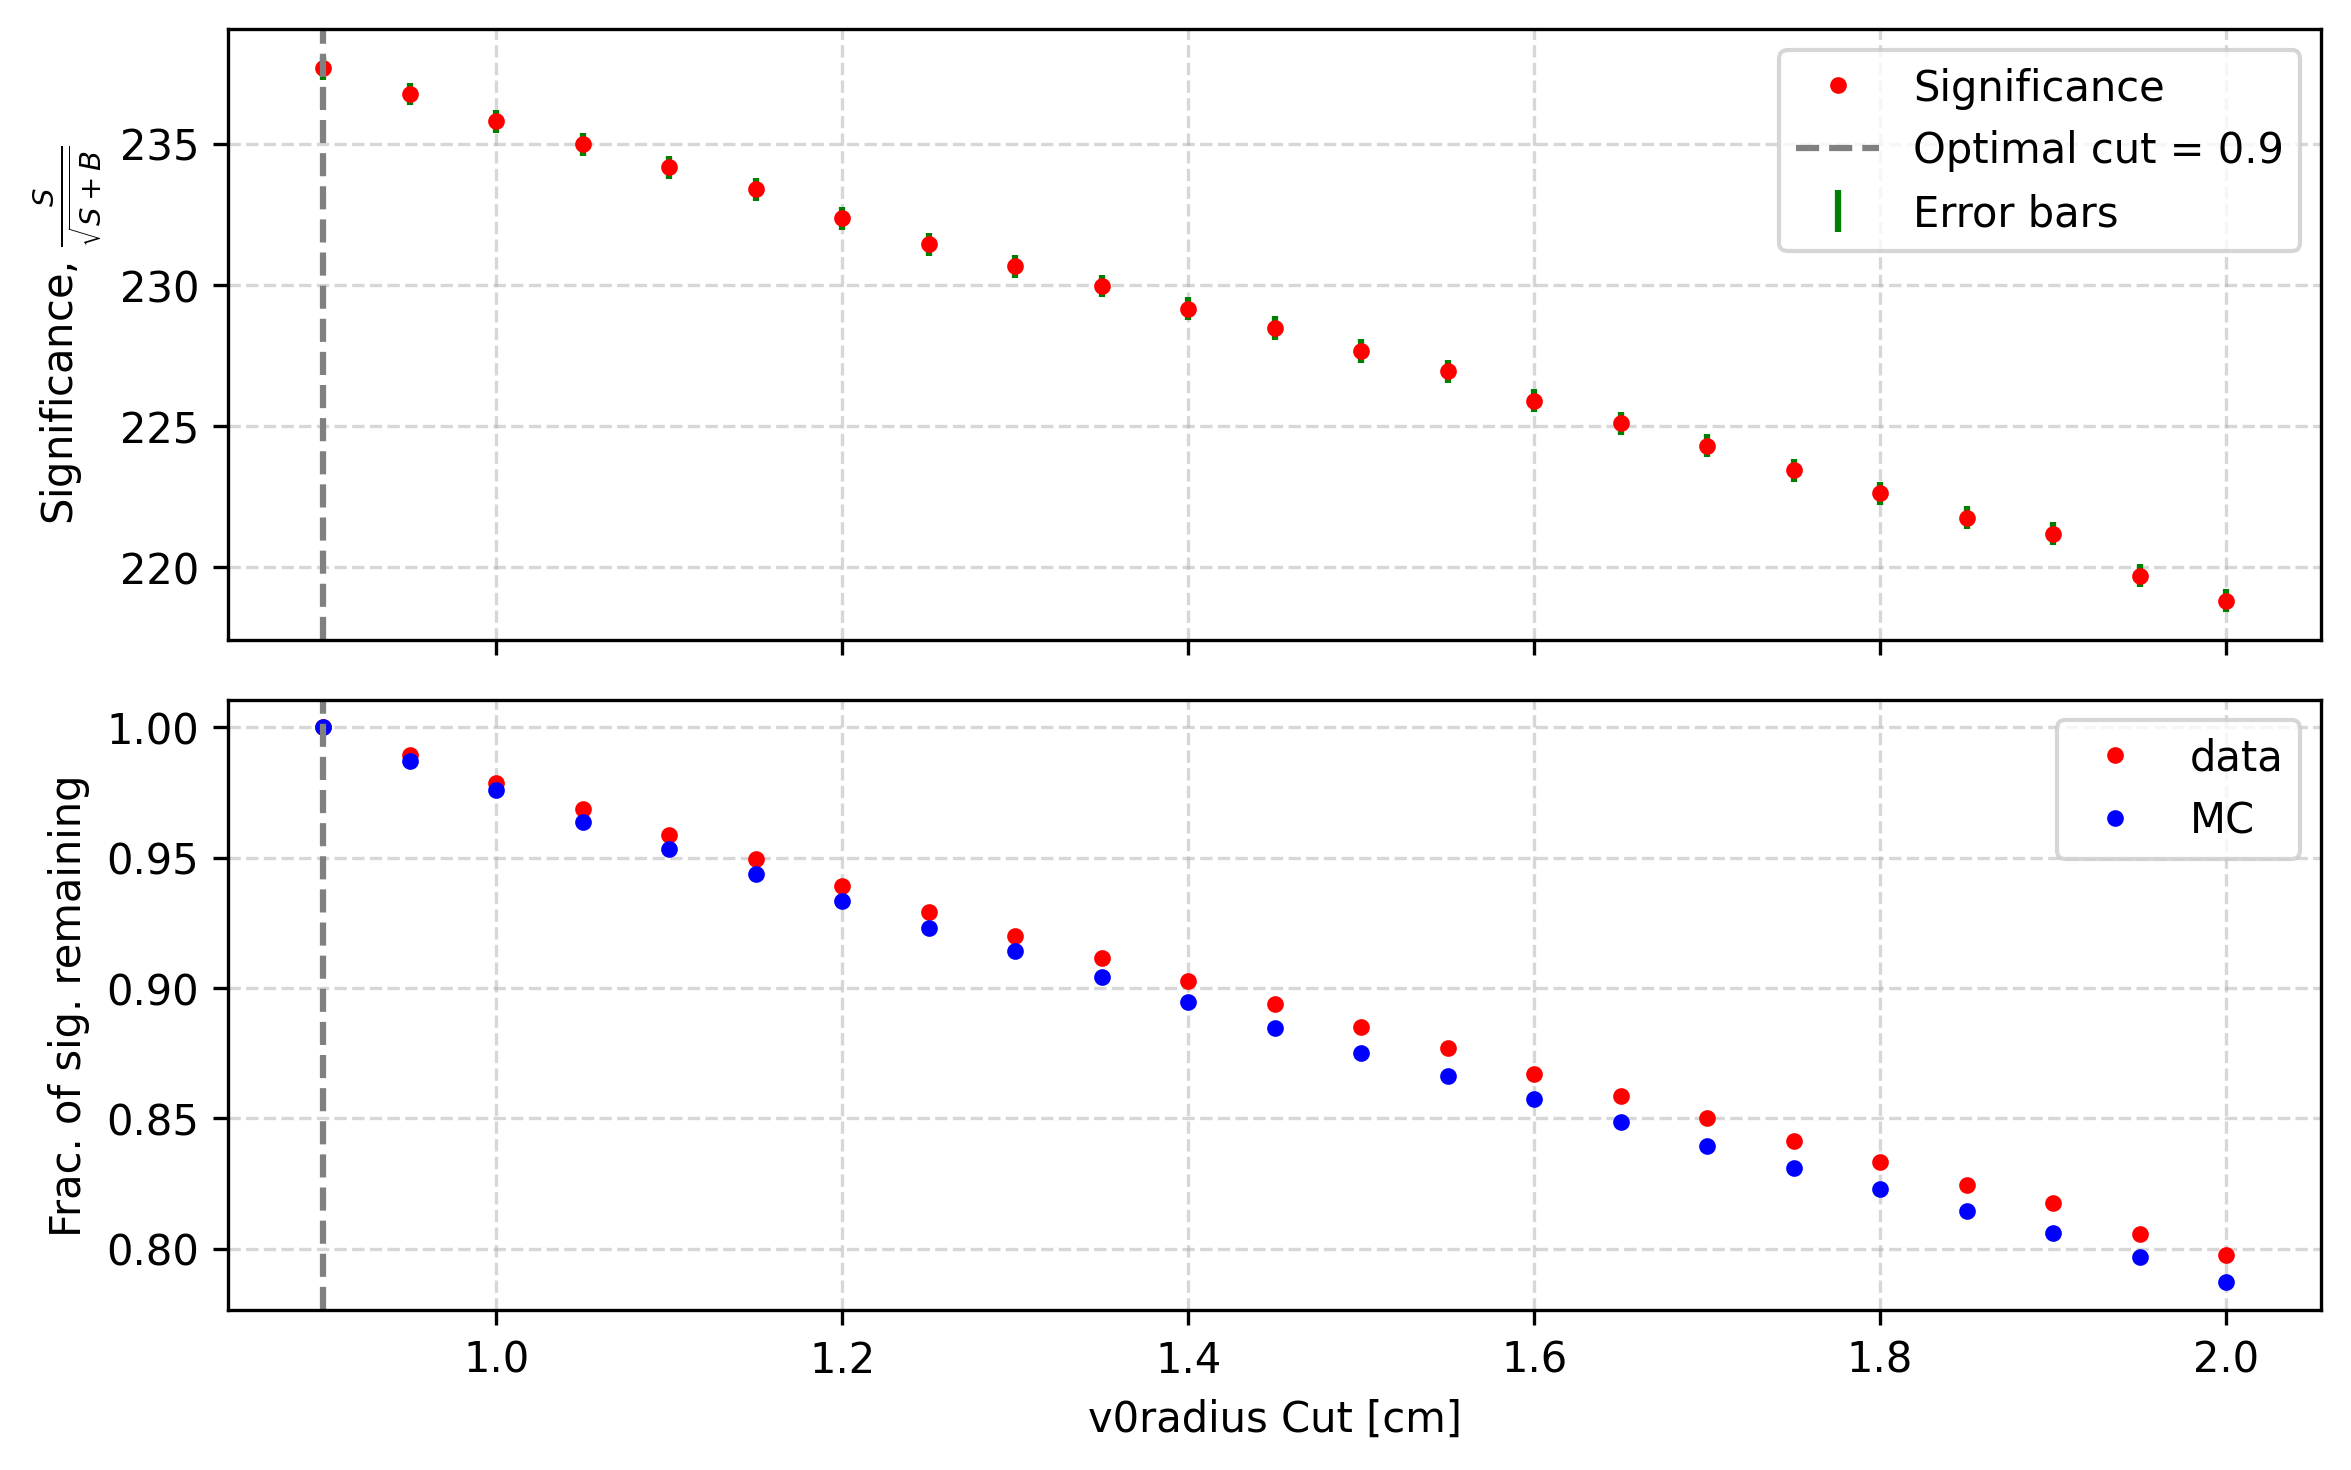 Significance, S/√S + B
235
230
225
220
Significance
Optimal cut = 0.9
Error bars
Frac. of sig. remaining
1.00
0.95
0.90
0.85
0.80
data
MC
1.0 1.2 1.4 1.6 1.8 2.0
v0radius Cut [cm]